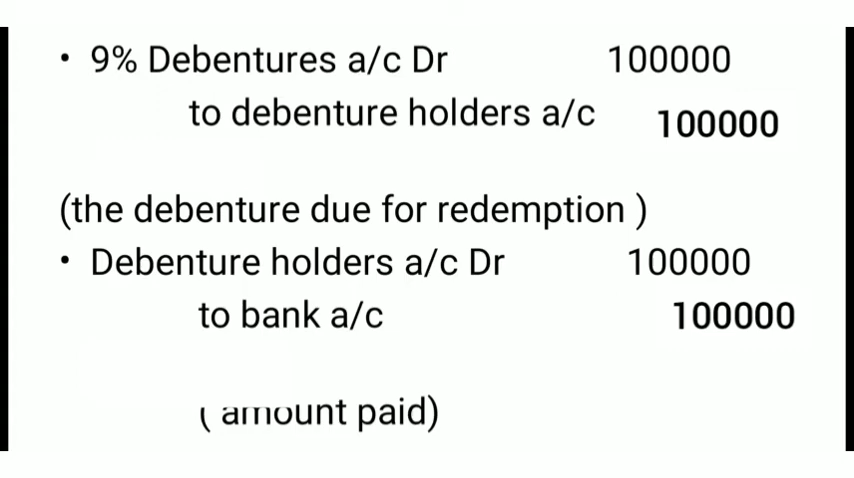 • 9% Debentures a/c Dr 100000
to debenture holders a/c 100000
(the debenture due for redemption )
• Debenture holders a/c Dr 100000
to bank a/c 100000
( amount paid)